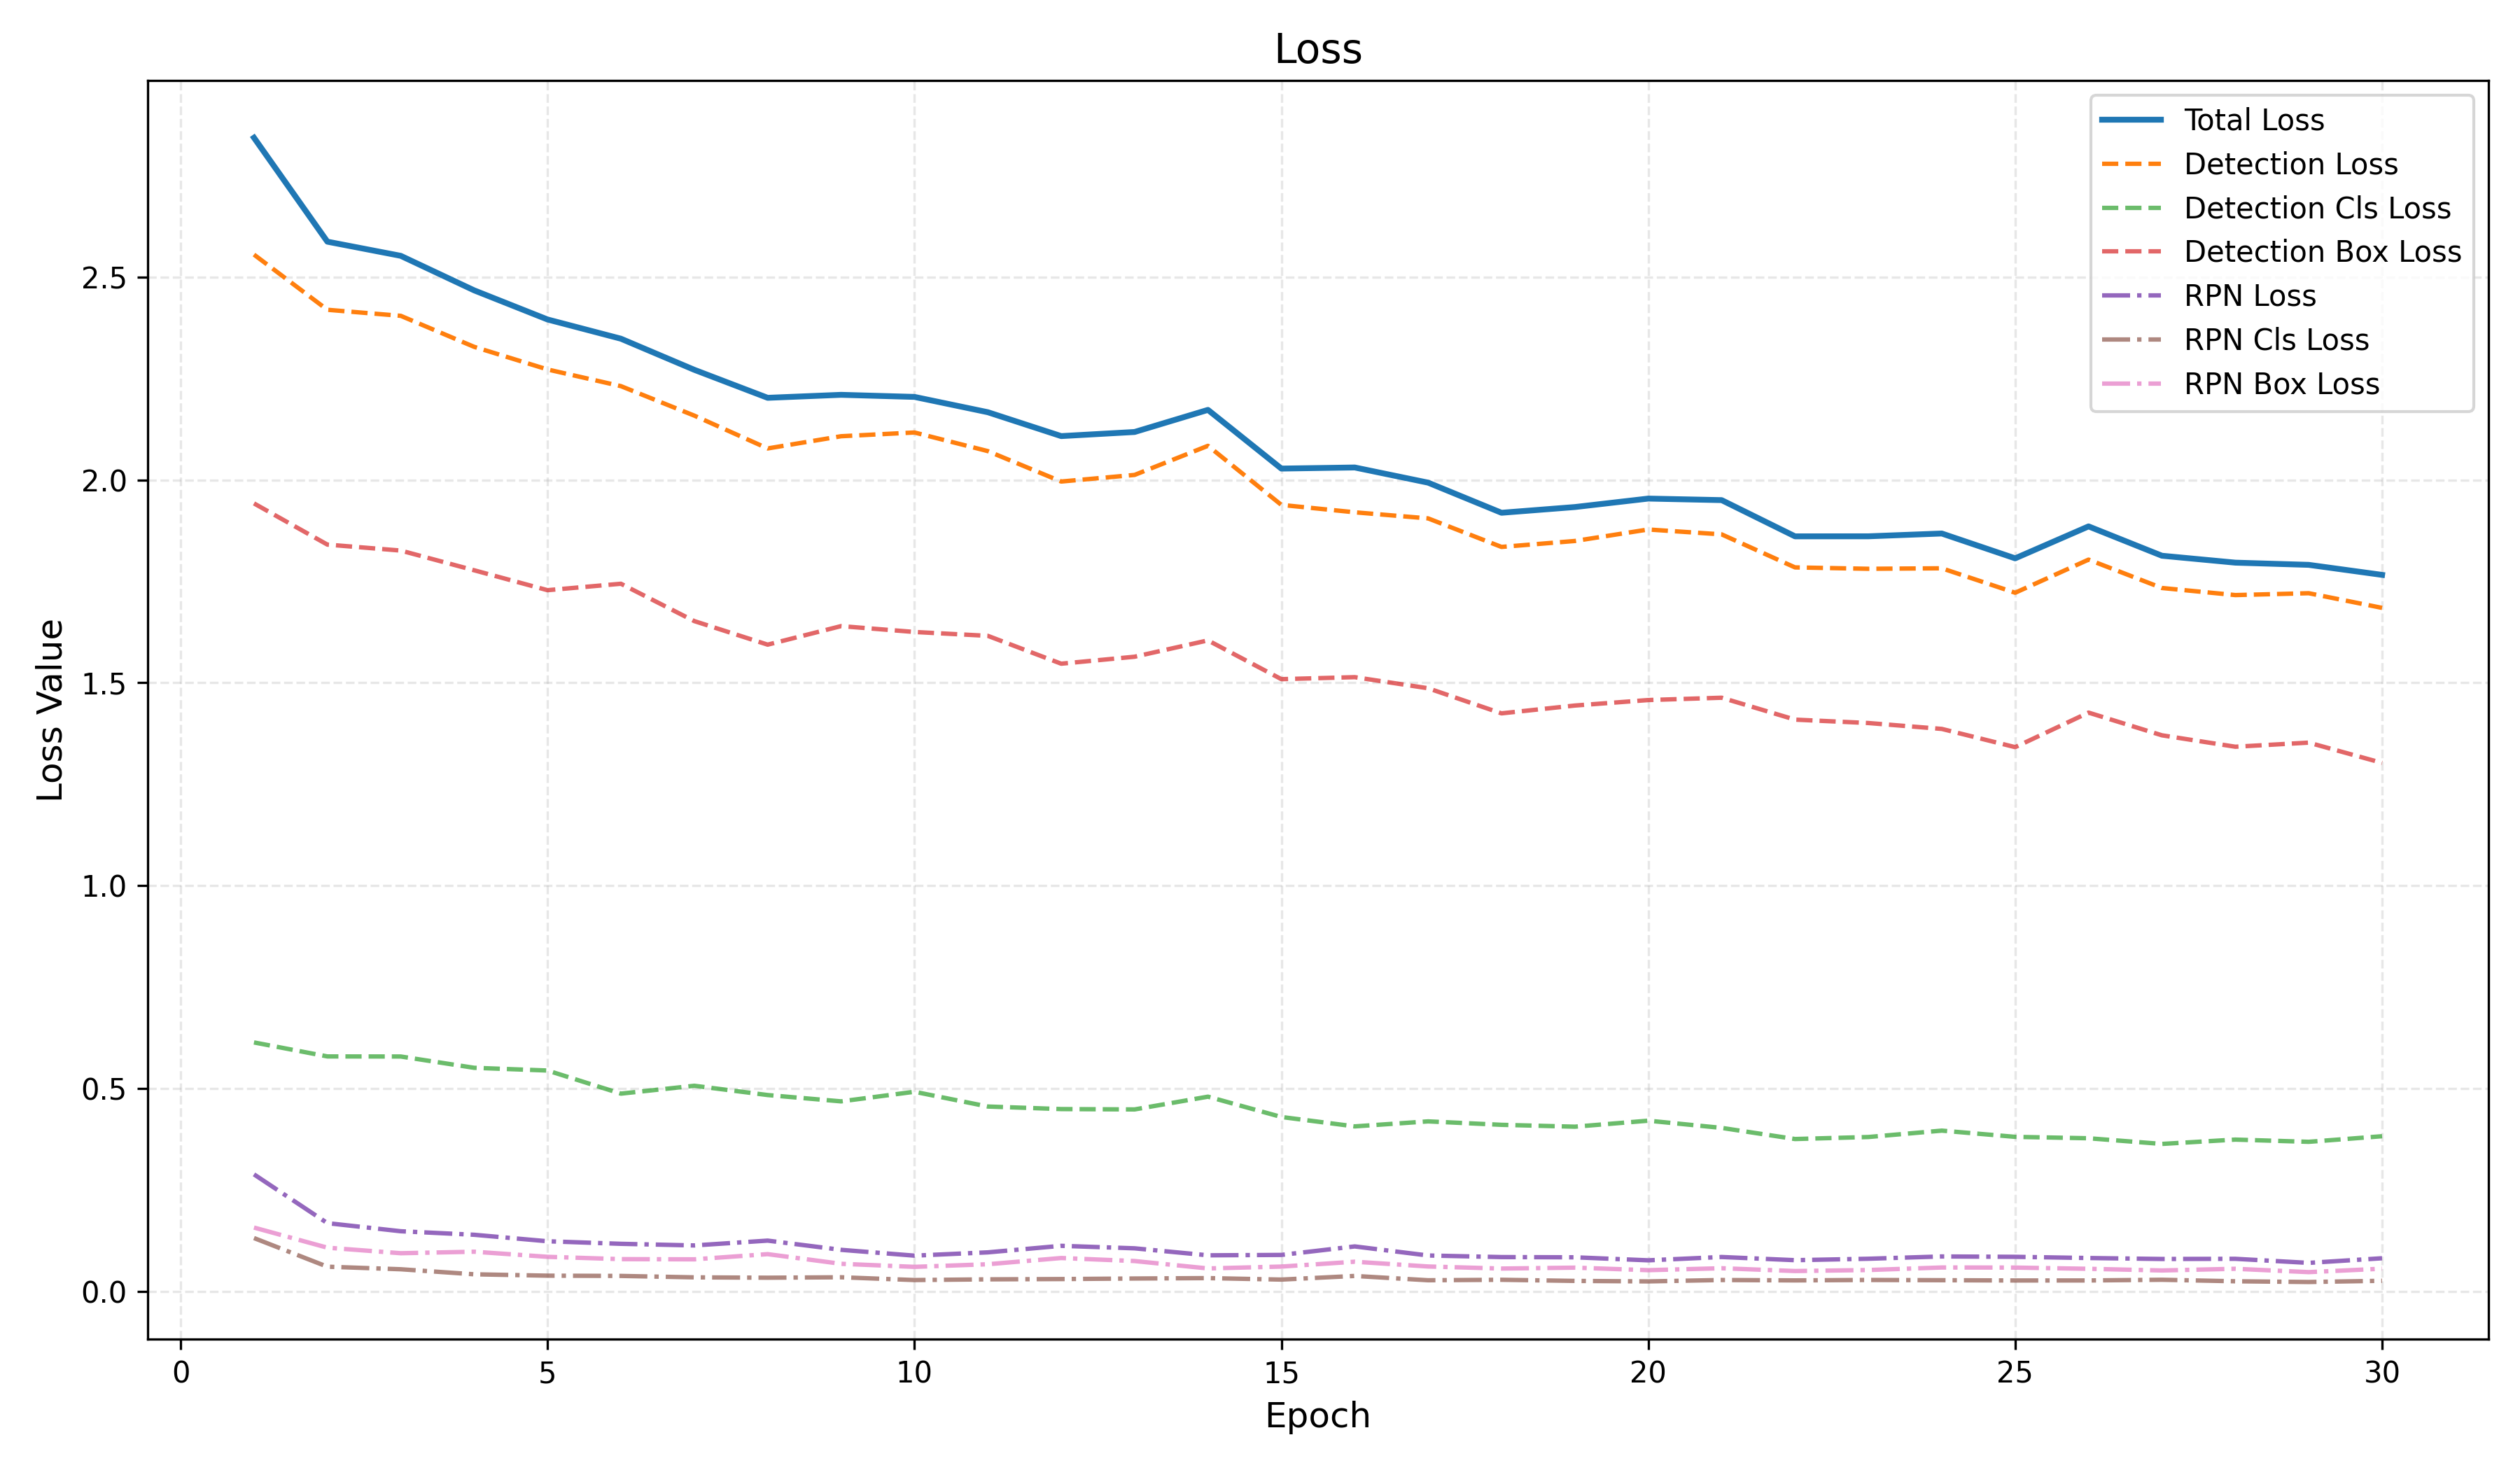 Loss
Total Loss
Detection Loss
Detection Cls Loss
Detection Box Loss
RPN Loss
RPN Cls Loss
RPN Box Loss
2.5
2.0
1.5
1.0
0.5
0.0
Loss Value
0 5 10 15 20 25 30
Epoch